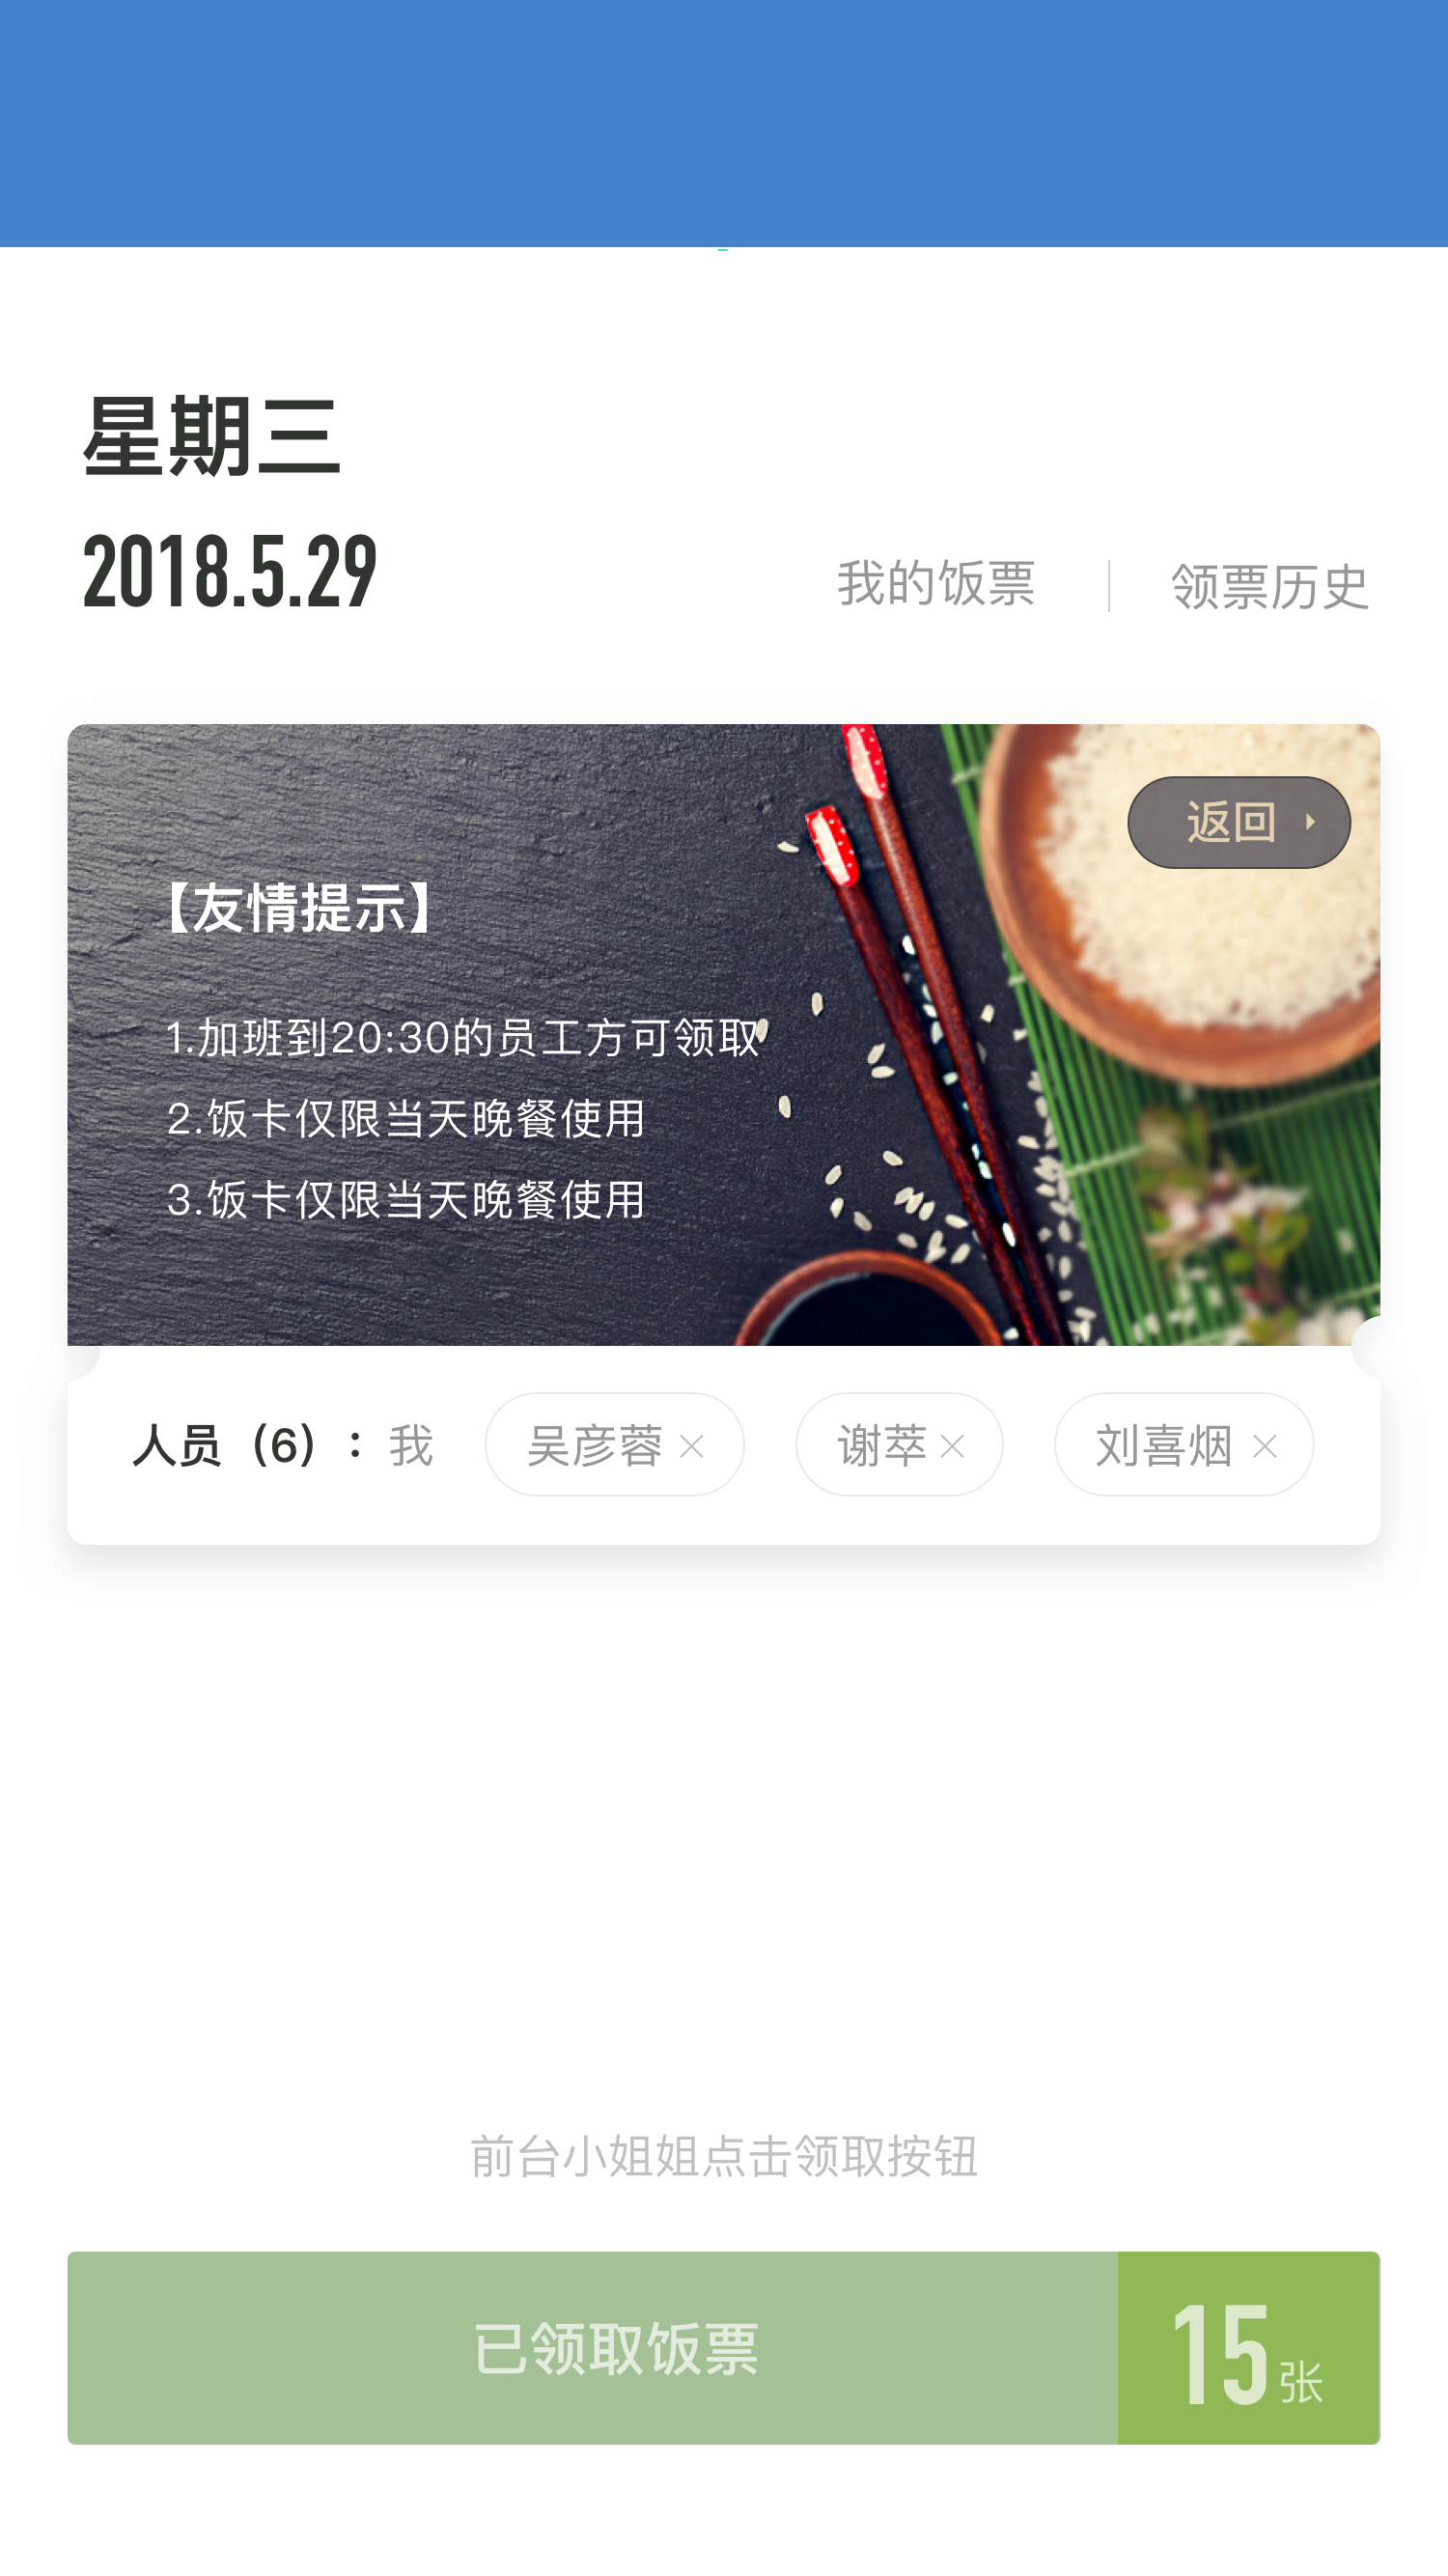 星期三
2018.5.29
我的饭票 领票历史
返回
【友情提示】
1.加班到20:30的员工方可领取
2.饭卡仅限当天晚餐使用
3.饭卡仅限当天晚餐使用
人员（6）：我 吴彦蓉 谢萃 刘喜烟
前台小姐姐点击领取按钮
已领取饭票 15张